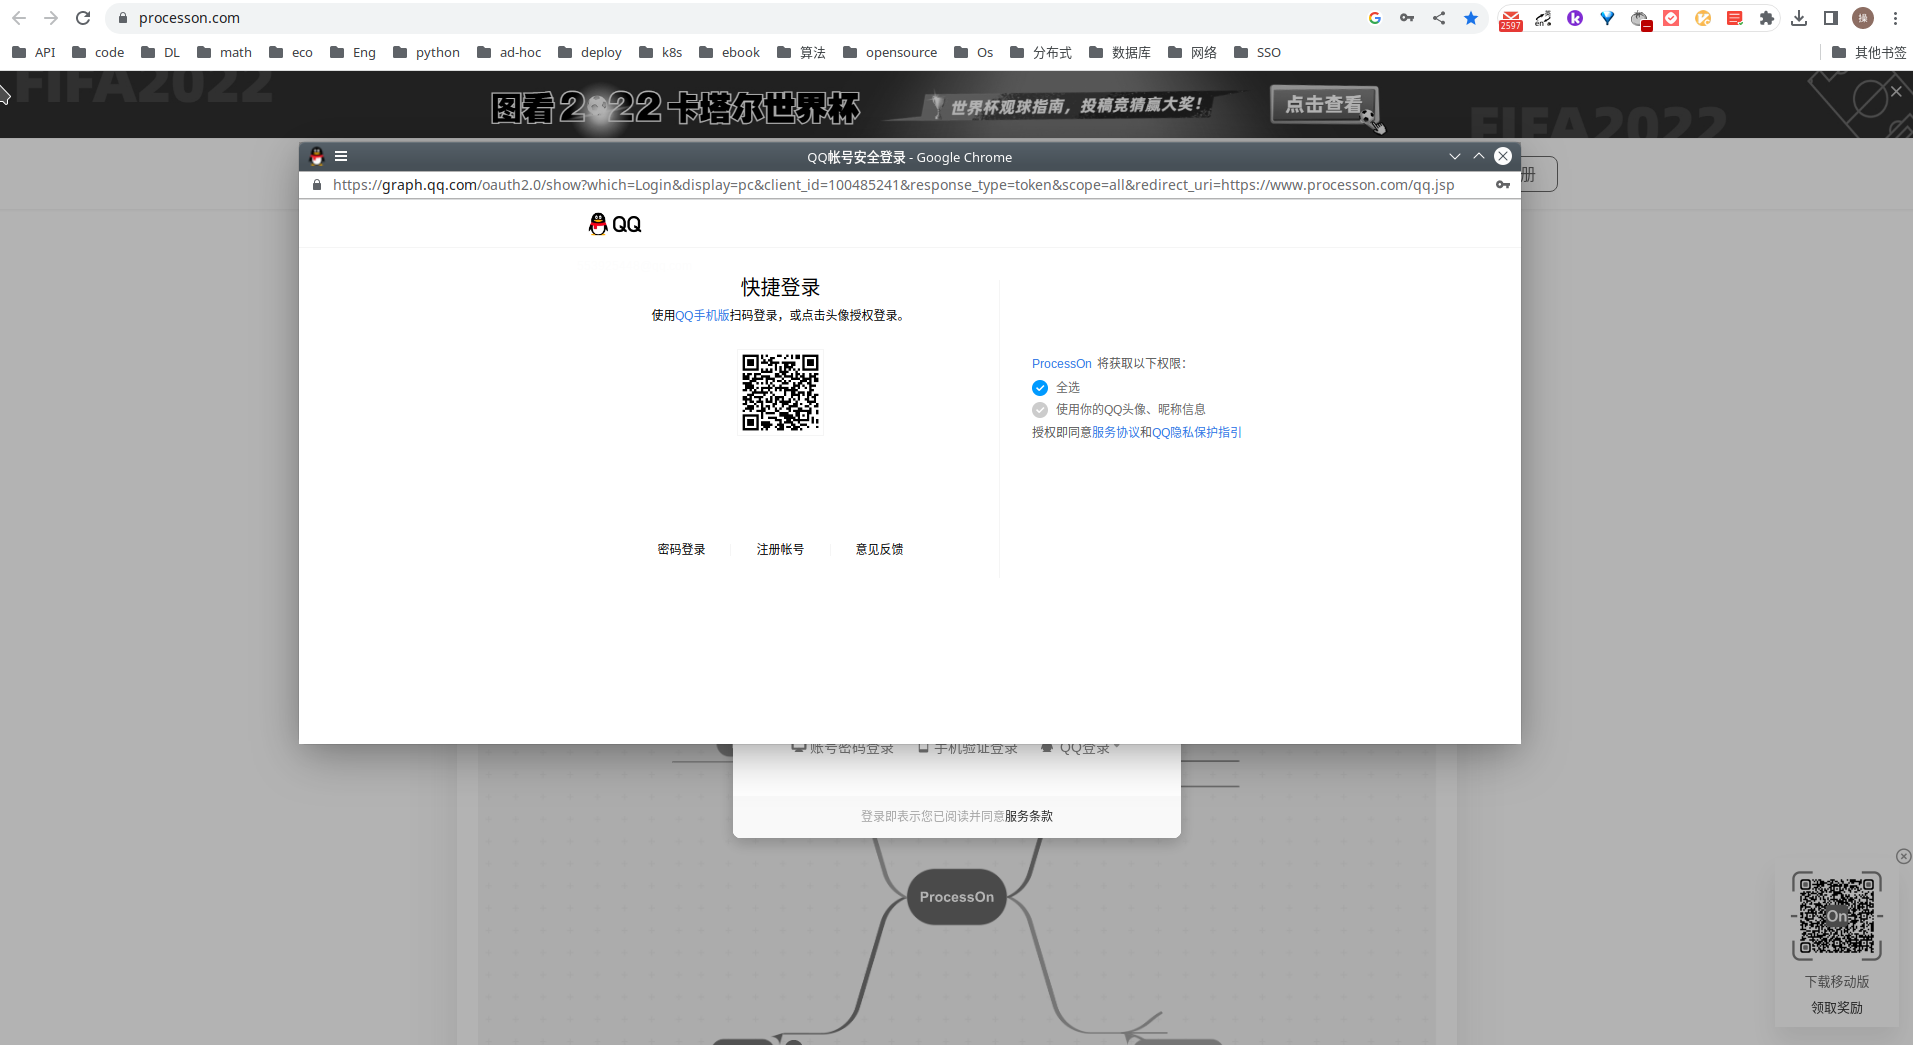 processon.com
2597
API code DL math eco Eng python ad-hoc deploy k8s ebook 算法 opensource Os 分布式 数据库 网络 SSO 其他书签
FIFA2022
图看2022卡塔尔世界杯
世界杯观球指南，投稿竞猜赢大奖！
点击查看
FIFA2022
QQ帐号安全登录 - Google Chrome
册
https://graph.qq.com/oauth2.0/show?which=Login&display=pc&client_id=100485241&response_type=token&scope=all&redirect_uri=https://www.processon.com/qq.jsp
QQ
快捷登录
使用QQ手机版扫码登录，或点击头像授权登录。
ProcessOn 将获取以下权限：
全选
使用你的QQ头像、昵称信息
授权即同意服务协议和QQ隐私保护指引
密码登录 注册帐号 意见反馈
账号密码登录 手机验证登录 QQ登录
登录即表示您已阅读并同意服务条款
ProcessOn
On
下载移动版
领取奖励